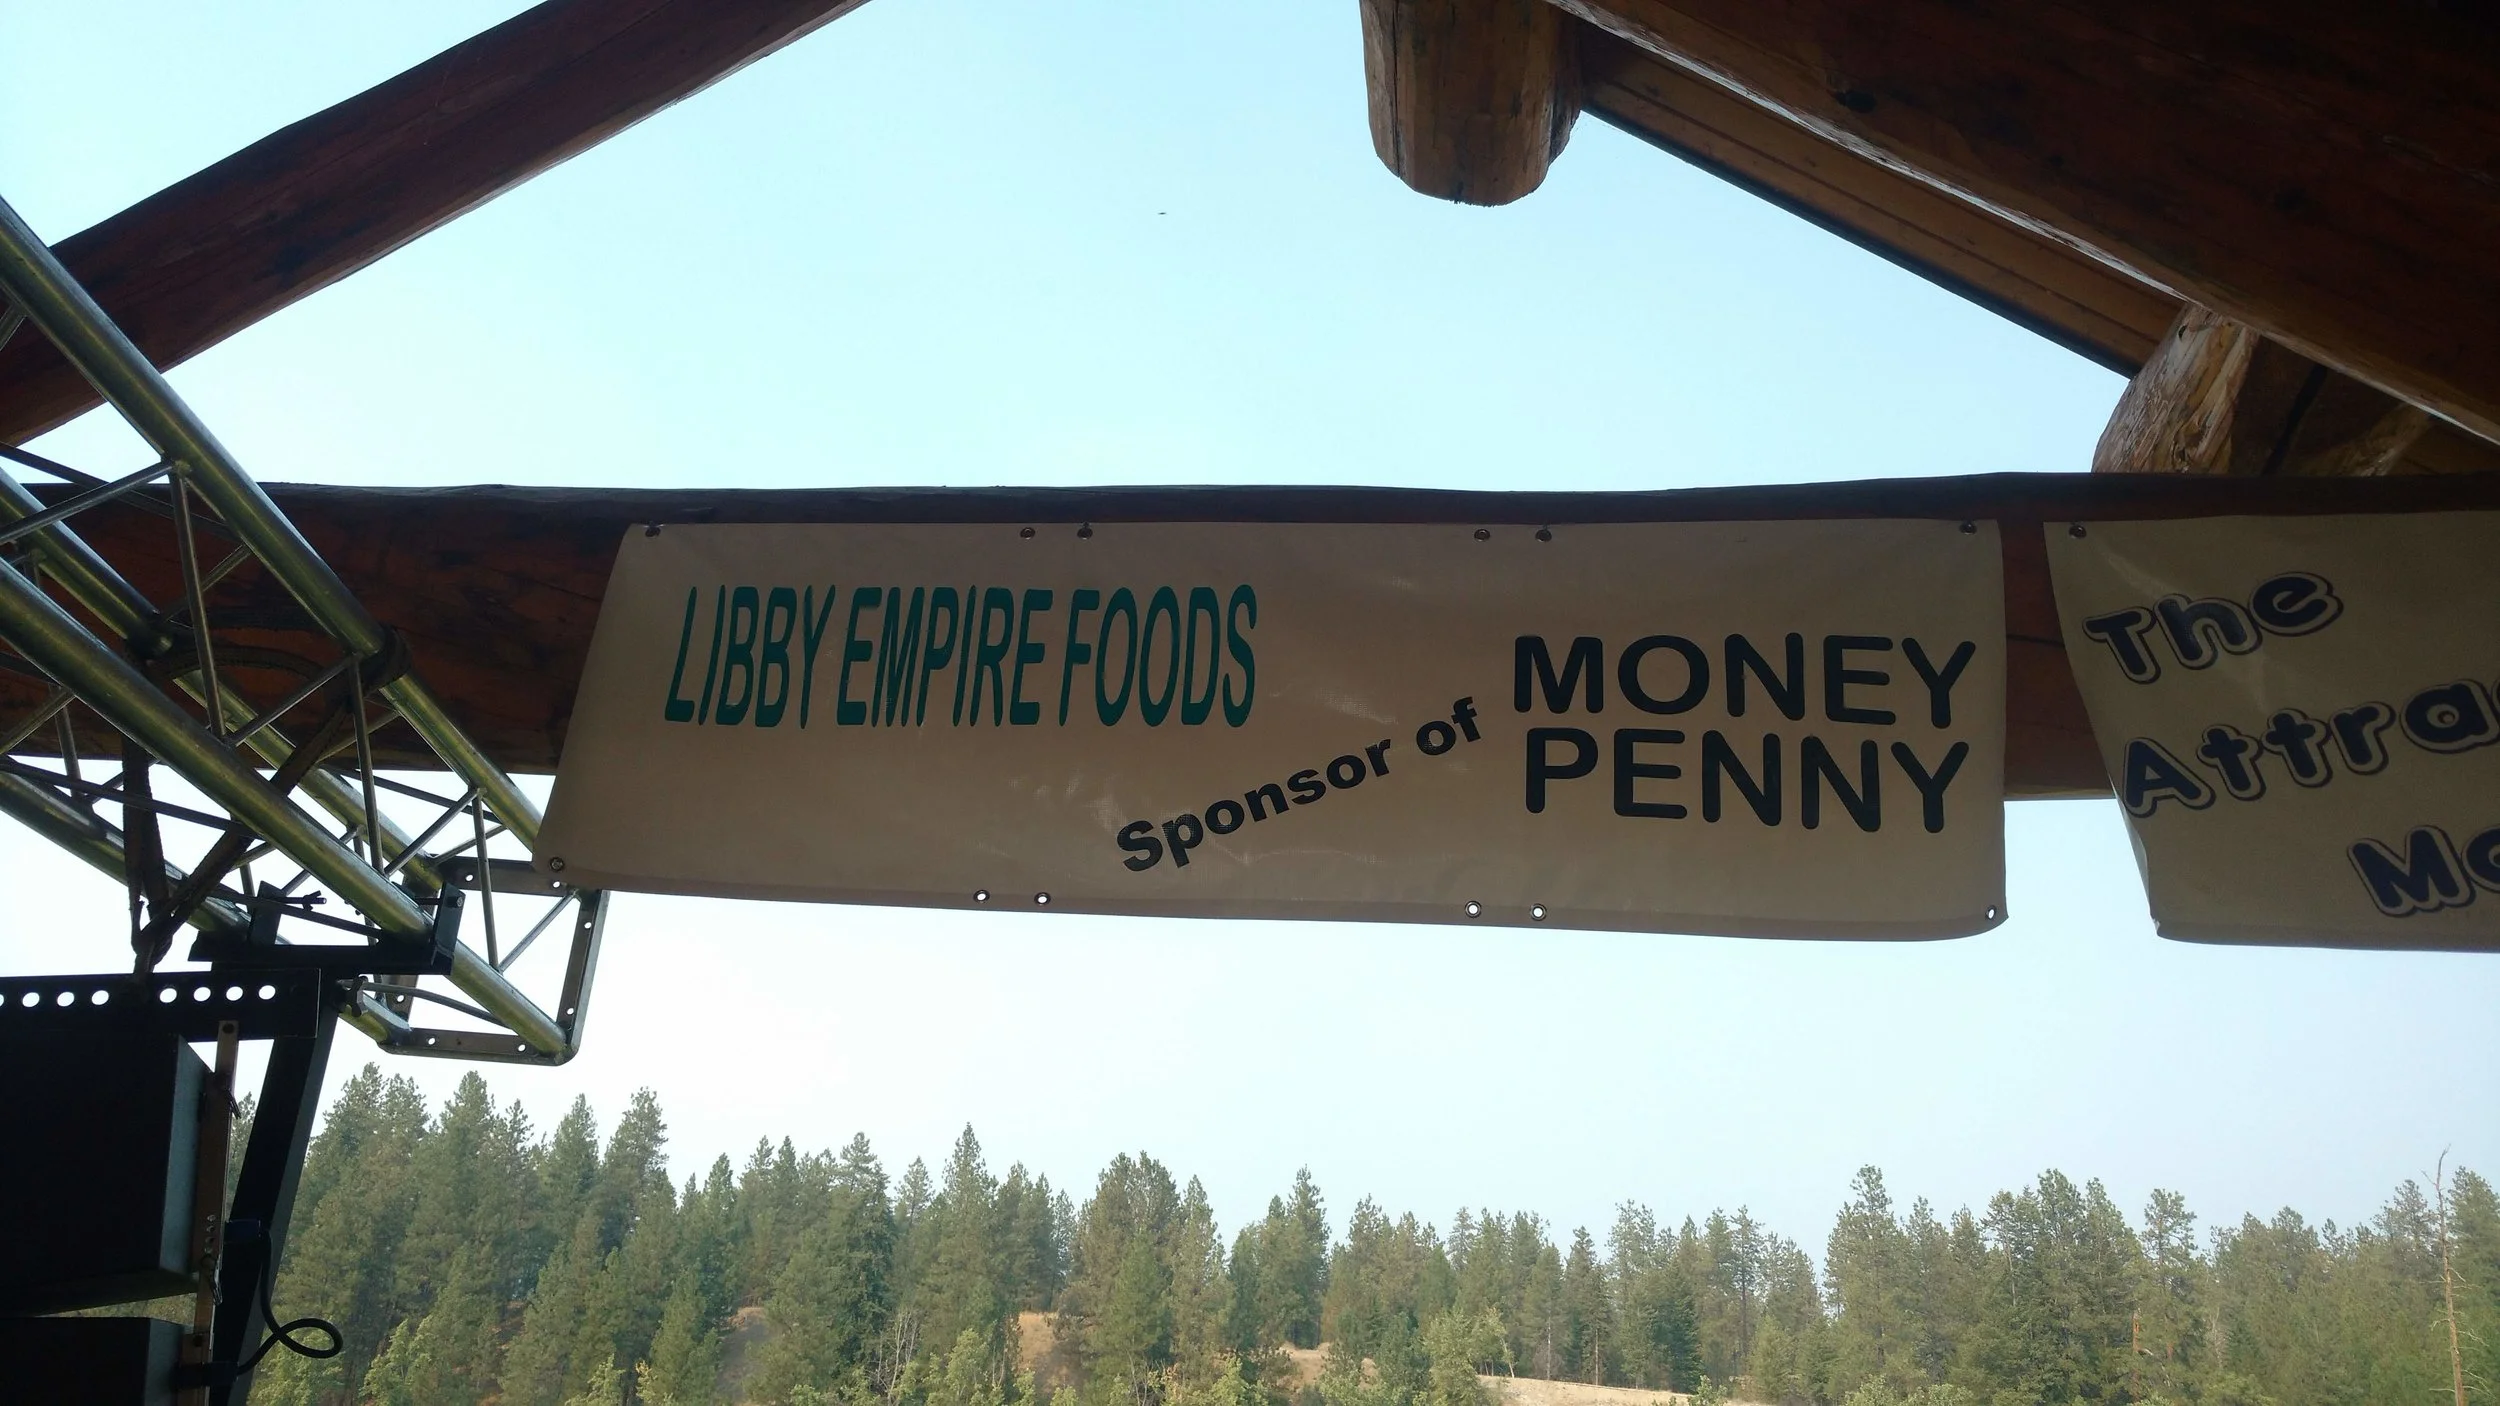 LIBBY EMPIRE FOODS
Sponsor of
MONEY
PENNY
The